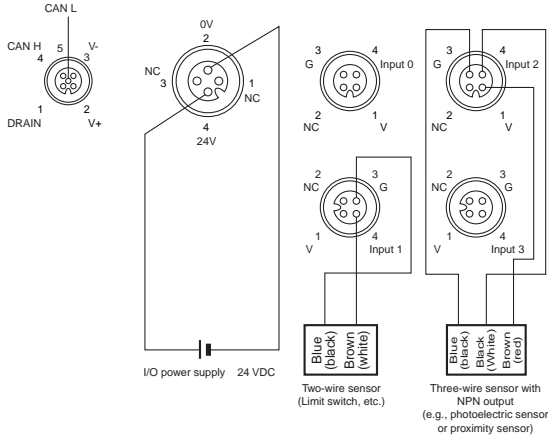 CAN L
CAN H
4
5
V-
3
1
DRAIN
2
V+
0V
2
NC
3
1
NC
4
24V
I/O power supply 24 VDC
3
G
4
Input 0
2
NC
1
V
2
NC
3
G
1
V
4
Input 1
Blue
(black)
Brown
(white)
Two-wire sensor
(Limit switch, etc.)
3
G
4
Input 2
2
NC
1
V
2
NC
3
G
1
V
4
Input 3
Blue
(black)
Black
(White)
Brown
(red)
Three-wire sensor with
NPN output
(e.g., photoelectric sensor
or proximity sensor)